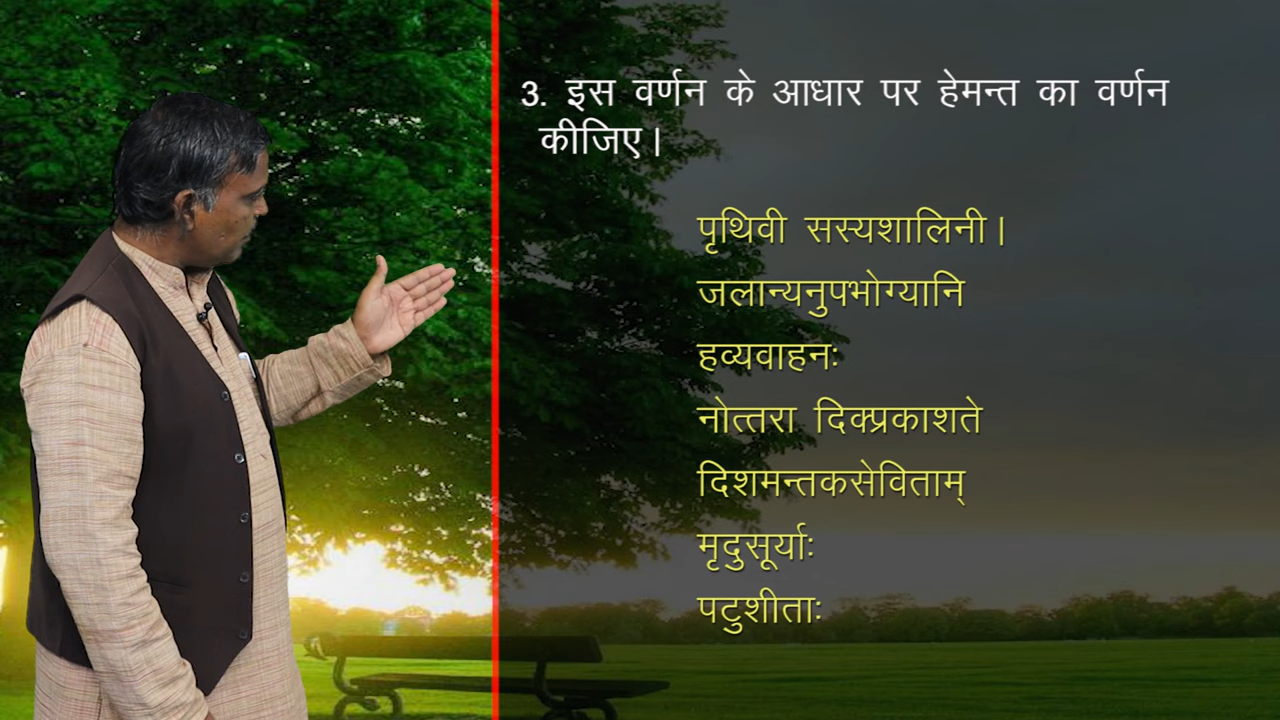 3. इस वर्णन के आधार पर हेमन्त का वर्णन
कीजिए।
पृथिवी सस्यशालिनी।
जलान्यनुपभोग्यानि
हव्यवाहनः
नोत्तरा दिक्प्रकाशते
दिशमन्तकसेविताम्
मृदुसूर्याः
पटुशीताः